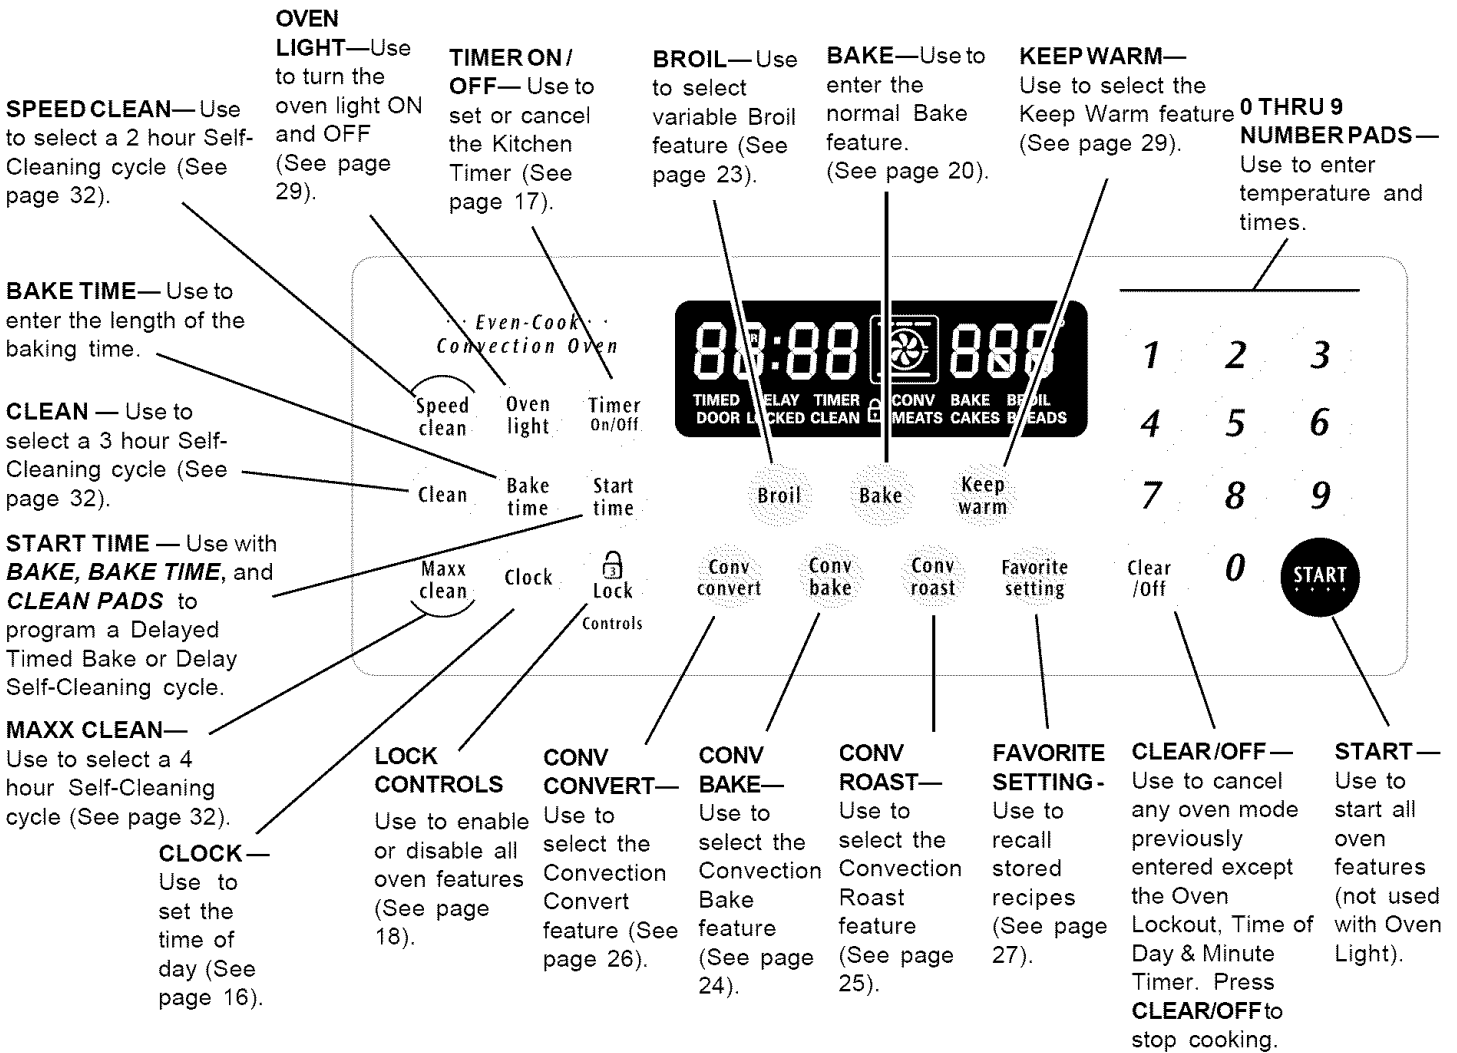 OVEN
LIGHT—Use
to turn the
oven light ON
and OFF
(See page
29).
TIMER ON /
OFF— Use to
set or cancel
the Kitchen
Timer (See
page 17).
BROIL— Use
to select
variable Broil
feature (See
page 23).
BAKE—Use to
enter the
normal Bake
feature.
(See page 20).
KEEP WARM—
Use to select the
Keep Warm feature
(See page 29).
0 THRU 9
NUMBER PADS —
Use to enter
temperature and
times.
SPEED CLEAN— Use
to select a 2 hour Self-
Cleaning cycle (See
page 32).
BAKE TIME— Use to
enter the length of the
baking time.
CLEAN — Use to
select a 3 hour Self-
Cleaning cycle (See
page 32).
START TIME — Use with
BAKE, BAKE TIME, and
CLEAN PADS to
program a Delayed
Timed Bake or Delay
Self-Cleaning cycle.
MAXX CLEAN—
Use to select a 4
hour Self-Cleaning
cycle (See page 32).
CLOCK —
Use to
set the
time of
day (See
page 16).
· · Even-Cook · ·
Convection Oven
Speed
clean
Oven
light
Timer
On/Off
Clean
Bake
time
Start
time
Maxx
clean
Clock
3
Lock
Controls
88:88 888°
TIMED DELAY TIMER CONV BAKE BROIL
DOOR LOCKED CLEAN MEATS CAKES BREADS
Broil
Bake
Keep
warm
Conv
convert
Conv
bake
Conv
roast
Favorite
setting
1 2 3
4 5 6
7 8 9
Clear
/Off
0
START
LOCK
CONTROLS
Use to enable
or disable all
oven features
(See page
18).
CONV
CONVERT—
Use to
select the
Convection
Convert
feature (See
page 26).
CONV
BAKE—
Use to
select the
Convection
Bake
feature
(See page
24).
CONV
ROAST—
Use to
select the
Convection
Roast
feature
(See page
25).
FAVORITE
SETTING -
Use to
recall
stored
recipes
(See page
27).
CLEAR/OFF —
Use to cancel
any oven mode
previously
entered except
the Oven
Lockout, Time of
Day & Minute
Timer. Press
CLEAR/OFF to
stop cooking.
START —
Use to
start all
oven
features
(not used
with Oven
Light).